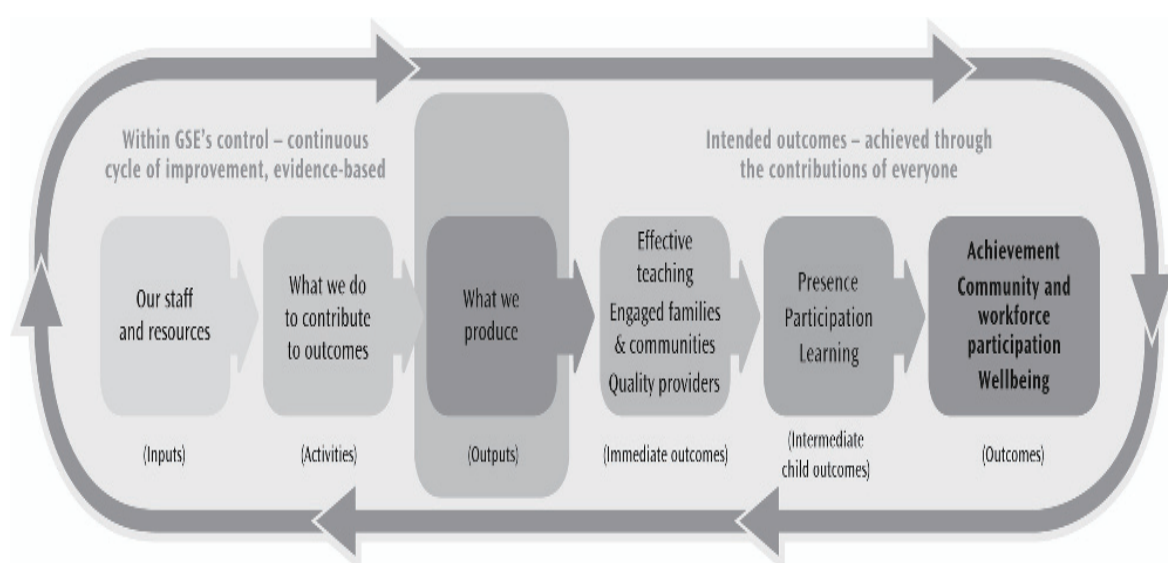 Within GSE’s control – continuous
cycle of improvement, evidence-based
Intended outcomes – achieved through
the contributions of everyone
Our staff
and resources
(Inputs)
What we do
to contribute
to outcomes
(Activities)
What we
produce
(Outputs)
Effective
teaching
Engaged families
& communities
Quality providers
(Immediate outcomes)
Presence
Participation
Learning
(Intermediate
child outcomes)
Achievement
Community and
workforce
participation
Wellbeing
(Outcomes)